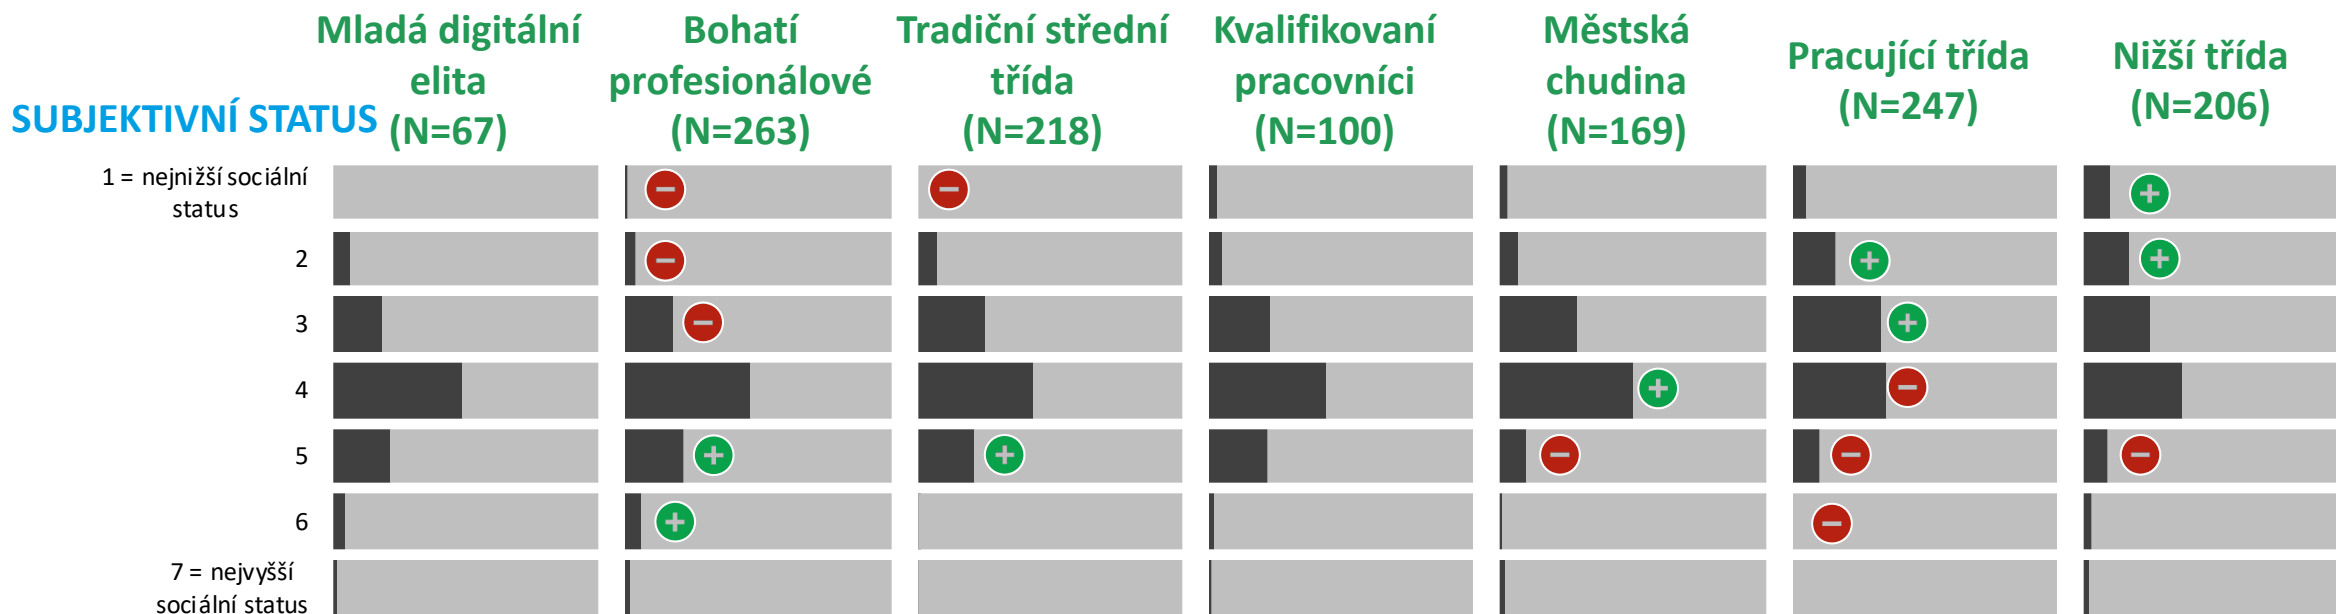 SUBJEKTIVNÍ STATUS
Mladá digitální
elita
(N=67)
Bohatí
profesionálové
(N=263)
Tradiční střední
třída
(N=218)
Kvalifikovaní
pracovníci
(N=100)
Městská
chudina
(N=169)
Pracující třída
(N=247)
Nižší třída
(N=206)
1 = nejnižší sociální
status
2
3
4
5
6
7 = nejvyšší
sociální status